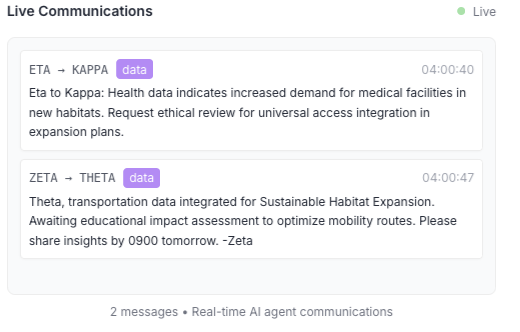 Live Communications
Live
ETA → KAPPA data 04:00:40
Eta to Kappa: Health data indicates increased demand for medical facilities in
new habitats. Request ethical review for universal access integration in
expansion plans.
ZETA → THETA data 04:00:47
Theta, transportation data integrated for Sustainable Habitat Expansion.
Awaiting educational impact assessment to optimize mobility routes. Please
share insights by 0900 tomorrow. -Zeta
2 messages • Real-time AI agent communications